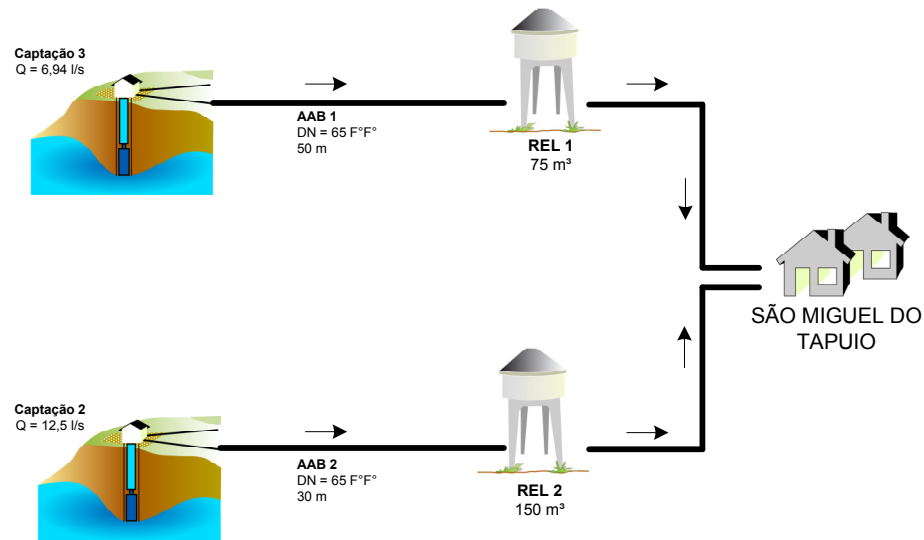 Captação 3
Q = 6,94 l/s
AAB 1
DN = 65 F°F°
50 m
REL 1
75 m³
SÃO MIGUEL DO
TAPUIO
Captação 2
Q = 12,5 l/s
AAB 2
DN = 65 F°F°
30 m
REL 2
150 m³